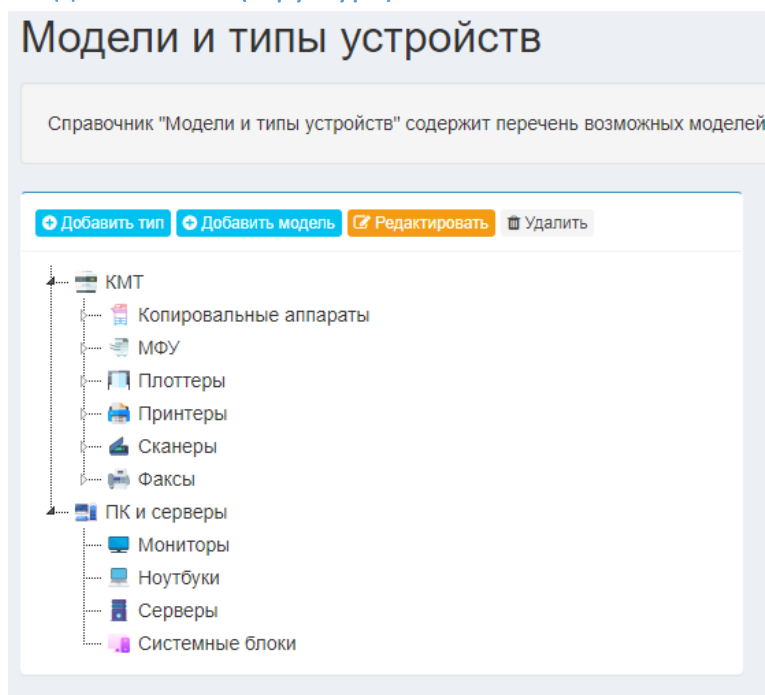 Модели и типы устройств
Справочник "Модели и типы устройств" содержит перечень возможных моделей
Добавить тип Добавить модель Редактировать Удалить
КМТ
Копировальные аппараты
МФУ
Плоттеры
Принтеры
Сканеры
Факсы
ПК и серверы
Мониторы
Ноутбуки
Серверы
Системные блоки